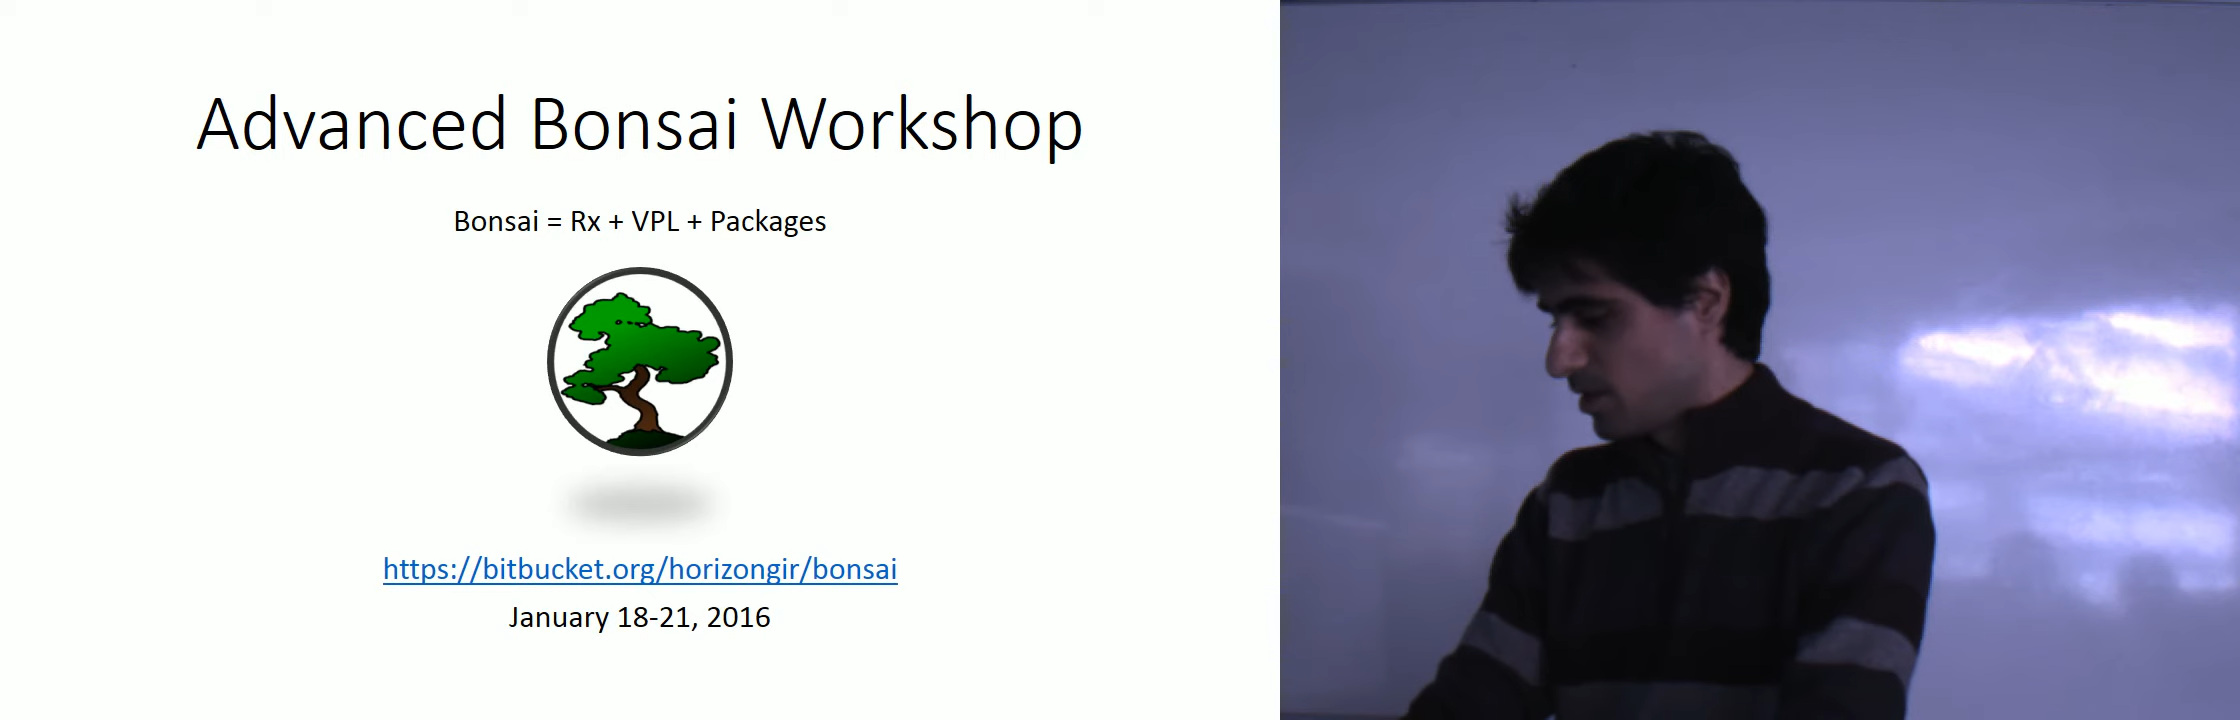 Advanced Bonsai Workshop
Bonsai = Rx + VPL + Packages
https://bitbucket.org/horizongir/bonsai
January 18-21, 2016